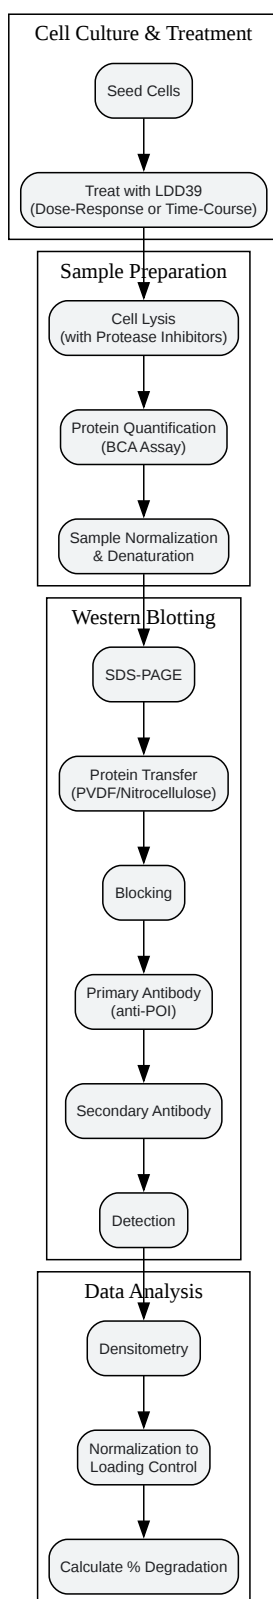 Cell Culture & Treatment
Seed Cells
Treat with LDD39
(Dose-Response or Time-Course)
Sample Preparation
Cell Lysis
(with Protease Inhibitors)
Protein Quantification
(BCA Assay)
Sample Normalization
& Denaturation
Western Blotting
SDS-PAGE
Protein Transfer
(PVDF/Nitrocellulose)
Blocking
Primary Antibody
(anti-POI)
Secondary Antibody
Detection
Data Analysis
Densitometry
Normalization to
Loading Control
Calculate % Degradation